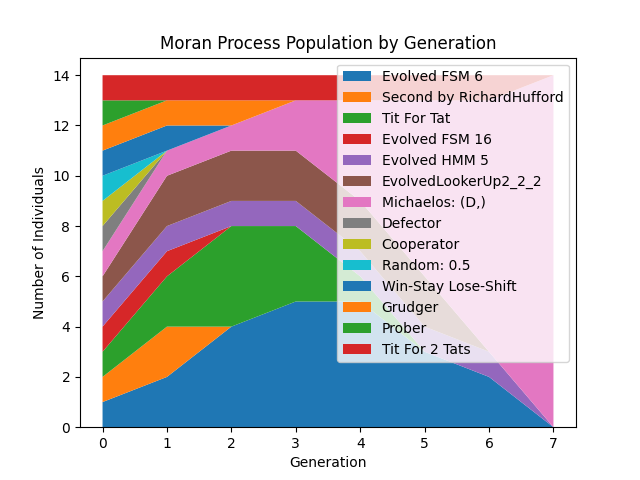 Moran Process Population by Generation
Number of Individuals
14
12
10
8
6
4
2
0
Evolved FSM 6
Second by RichardHufford
Tit For Tat
Evolved FSM 16
Evolved HMM 5
EvolvedLookerUp2_2_2
Michaelos: (D,)
Defector
Cooperator
Random: 0.5
Win-Stay Lose-Shift
Grudger
Prober
Tit For 2 Tats
0 1 2 3 4 5 6 7
Generation